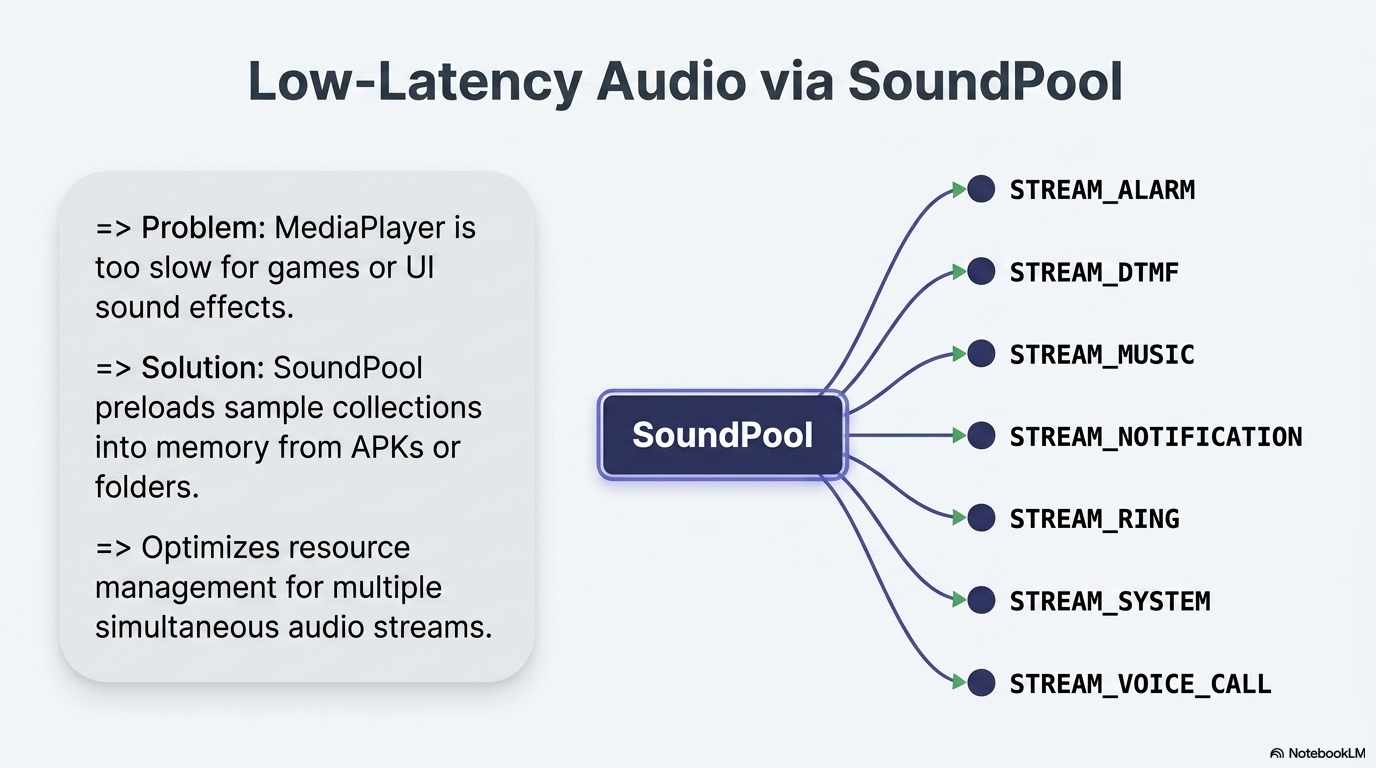 Low-Latency Audio via SoundPool
=> Problem: MediaPlayer is
too slow for games or UI
sound effects.
=> Solution: SoundPool
preloads sample collections
into memory from APKs or
folders.
=> Optimizes resource
management for multiple
simultaneous audio streams.
SoundPool
STREAM_ALARM
STREAM_DTMF
STREAM_MUSIC
STREAM_NOTIFICATION
STREAM_RING
STREAM_SYSTEM
STREAM_VOICE_CALL
NotebookLM